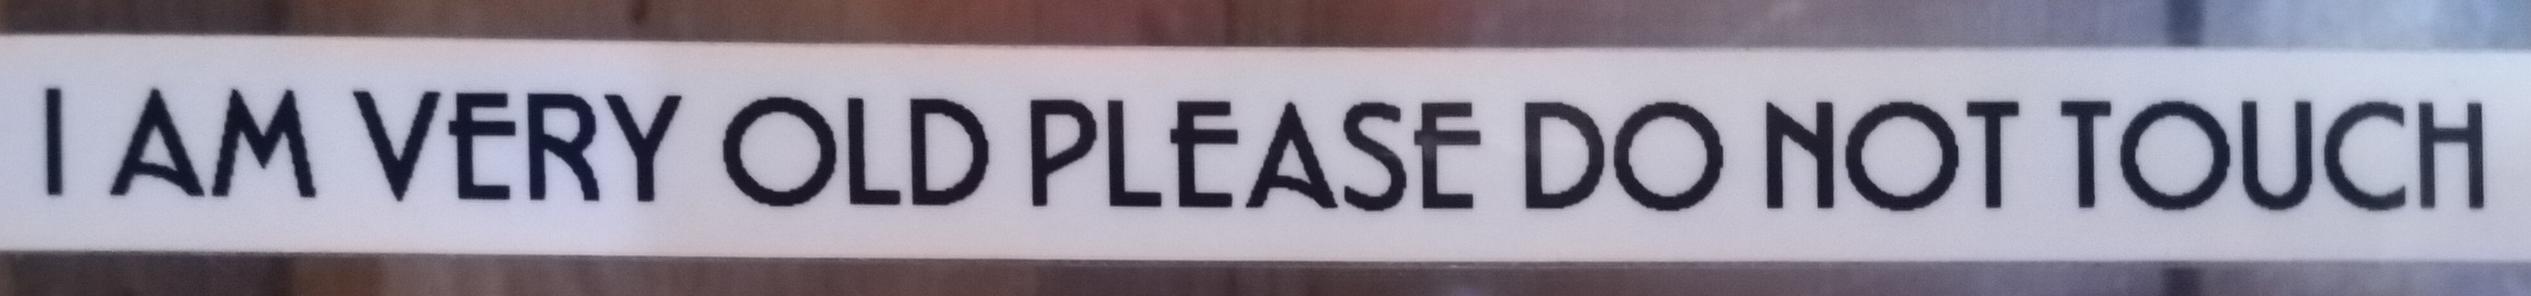 I AM VERY OLD PLEASE DO NOT TOUCH